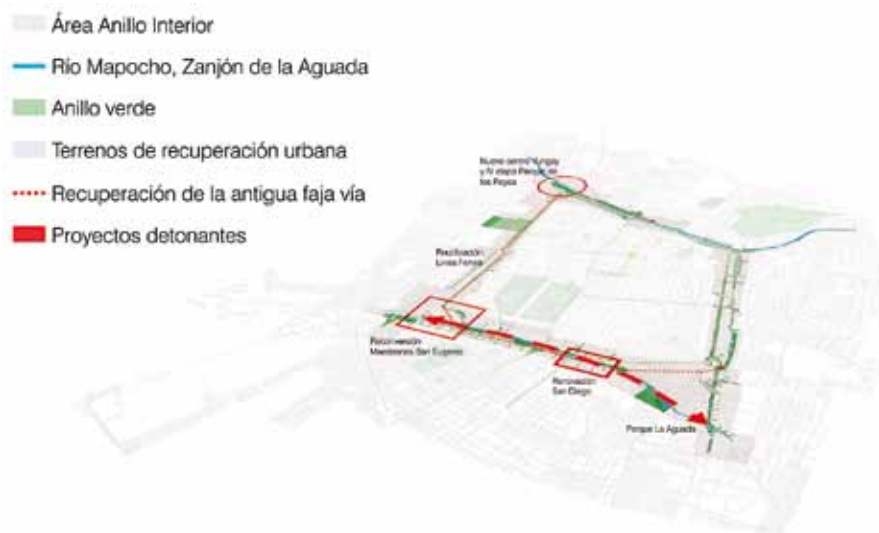 Área Anillo Interior
Río Mapocho, Zanjón de la Aguada
Anillo verde
Terrenos de recuperación urbana
Recuperación de la antigua faja vía
Proyectos detonantes
Nuevo centro Yungay
y IV etapa Parque de
los Reyes
Reutilización
Línea Férrea
Reconversión
Maestranza San Eugenio
Renovación
San Diego
Parque La Aguada